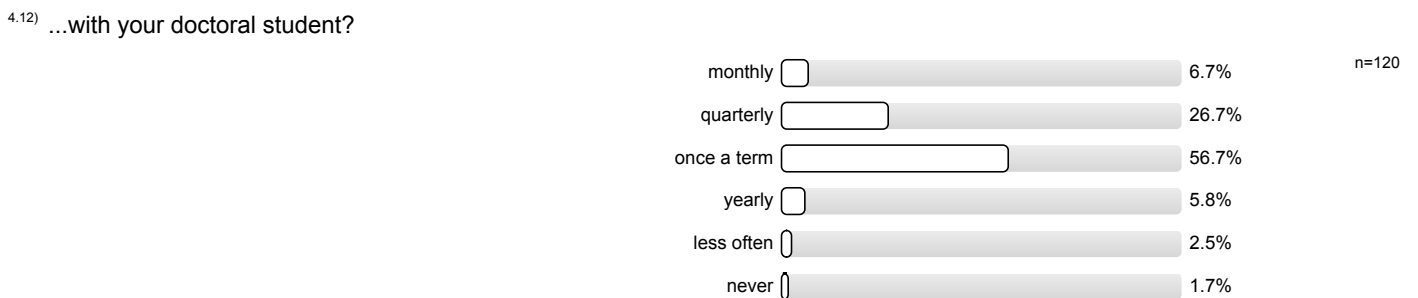 4.12) ...with your doctoral student?
n=120
monthly 6.7%
quarterly 26.7%
once a term 56.7%
yearly 5.8%
less often 2.5%
never 1.7%